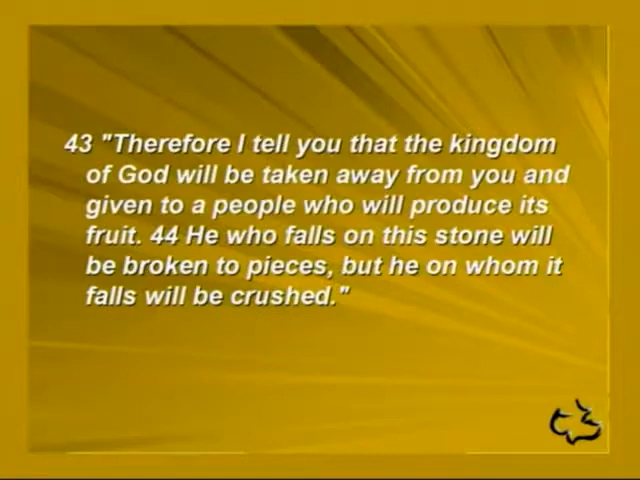 43 "Therefore I tell you that the kingdom
of God will be taken away from you and
given to a people who will produce its
fruit. 44 He who falls on this stone will
be broken to pieces, but he on whom it
falls will be crushed."